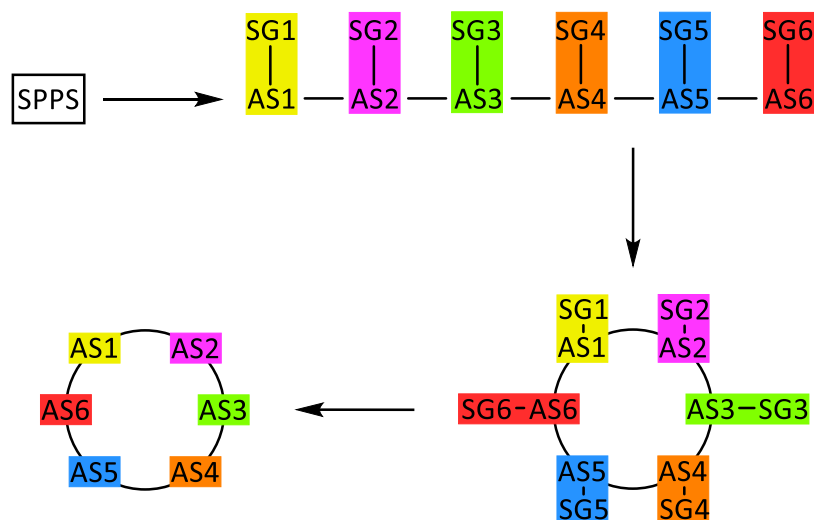 SG1 SG2 SG3 SG4 SG5 SG6
SPPS
AS1 AS2 AS3 AS4 AS5 AS6
SG1 SG2
AS1 AS2
AS1 AS2
SG6-AS6 AS3-SG3
AS6 AS3
AS5 AS4
AS5 AS4
SG5 SG4